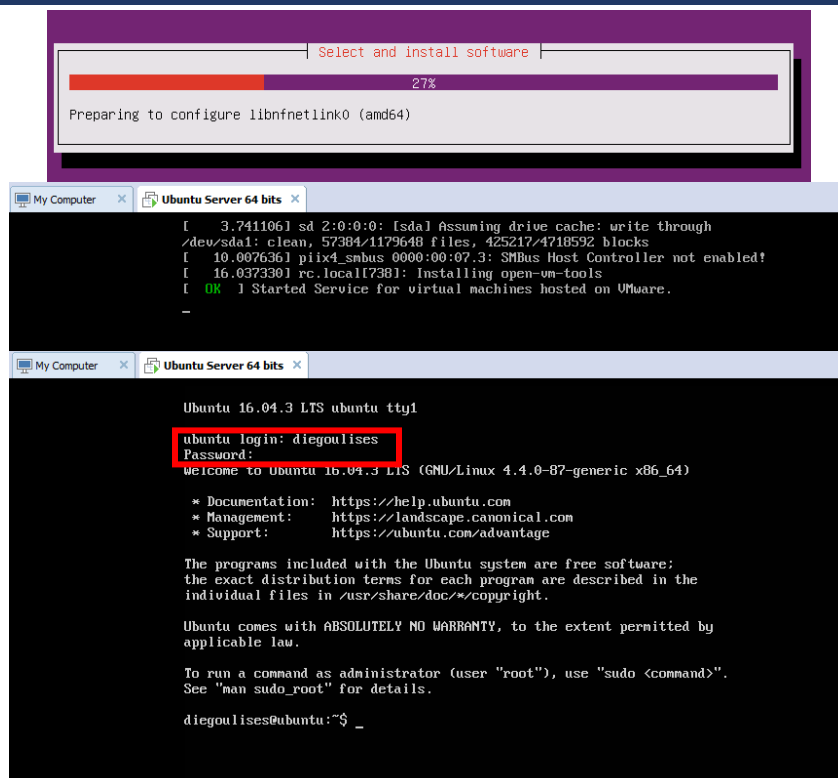 Select and install software
27%
Preparing to configure libnfnetlink0 (amd64)
My Computer × Ubuntu Server 64 bits ×
[    3.741106] sd 2:0:0:0: [sda] Assuming drive cache: write through
/dev/sda1: clean, 57384/1179648 files, 425217/4718592 blocks
[   10.007636] piix4_smbus 0000:00:07.3: SMBus Host Controller not enabled!
[   16.037330] rc.local[738]: Installing open-vm-tools
[  OK  ] Started Service for virtual machines hosted on VMware.
_
My Computer × Ubuntu Server 64 bits ×
Ubuntu 16.04.3 LTS ubuntu tty1
ubuntu login: diegoulises
Password:
Welcome to Ubuntu 16.04.3 LTS (GNU/Linux 4.4.0-87-generic x86_64)
* Documentation:  https://help.ubuntu.com
* Management:     https://landscape.canonical.com
* Support:        https://ubuntu.com/advantage
The programs included with the Ubuntu system are free software;
the exact distribution terms for each program are described in the
individual files in /usr/share/doc/*/copyright.
Ubuntu comes with ABSOLUTELY NO WARRANTY, to the extent permitted by
applicable law.
To run a command as administrator (user "root"), use "sudo <command>".
See "man sudo_root" for details.
diegoulises@ubuntu:~$ _